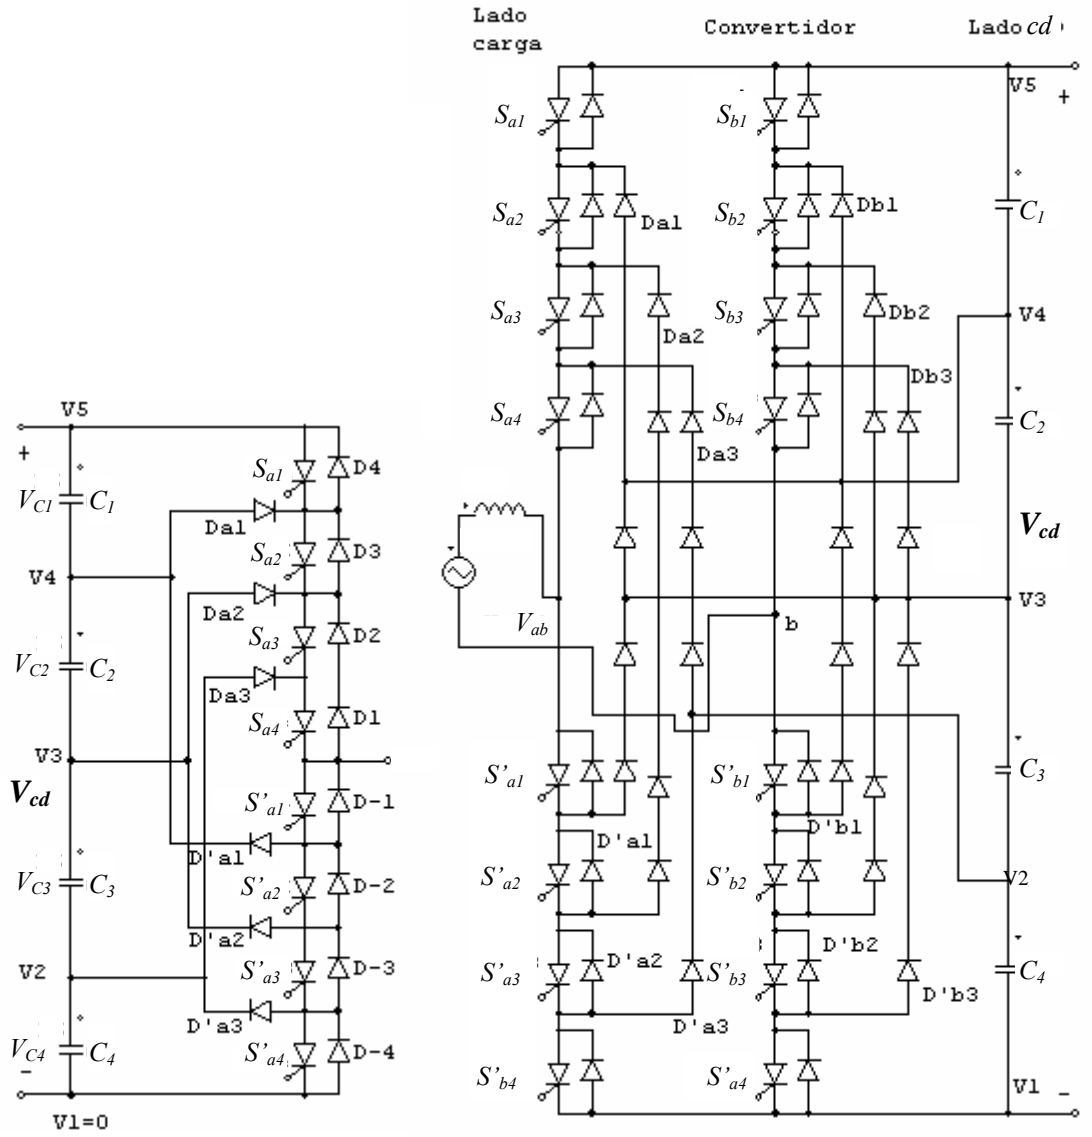 Lado
carga
Convertidor
Lado cd
V5
+
Sa1
Sb1
Sa2
Da1
Sb2
Db1
C1
Sa3
Da2
Sb3
Db2
V4
Db3
Sa4
Da3
Sb4
C2
Vcd
V3
Vab
b
S'a1
S'b1
C3
D'a1
D'b1
S'a2
S'b2
V2
S'a3
D'a2
S'b3
D'b2
C4
D'a3
D'b3
S'b4
S'a4
V1
-
V5
+
Sa1
D4
VC1
C1
Da1
Sa2
D3
V4
Da2
Sa3
D2
VC2
C2
Da3
Sa4
D1
V3
Vcd
S'a1
D-1
D'a1
VC3
C3
S'a2
D-2
D'a2
V2
S'a3
D-3
D'a3
VC4
C4
S'a4
D-4
-
V1=0